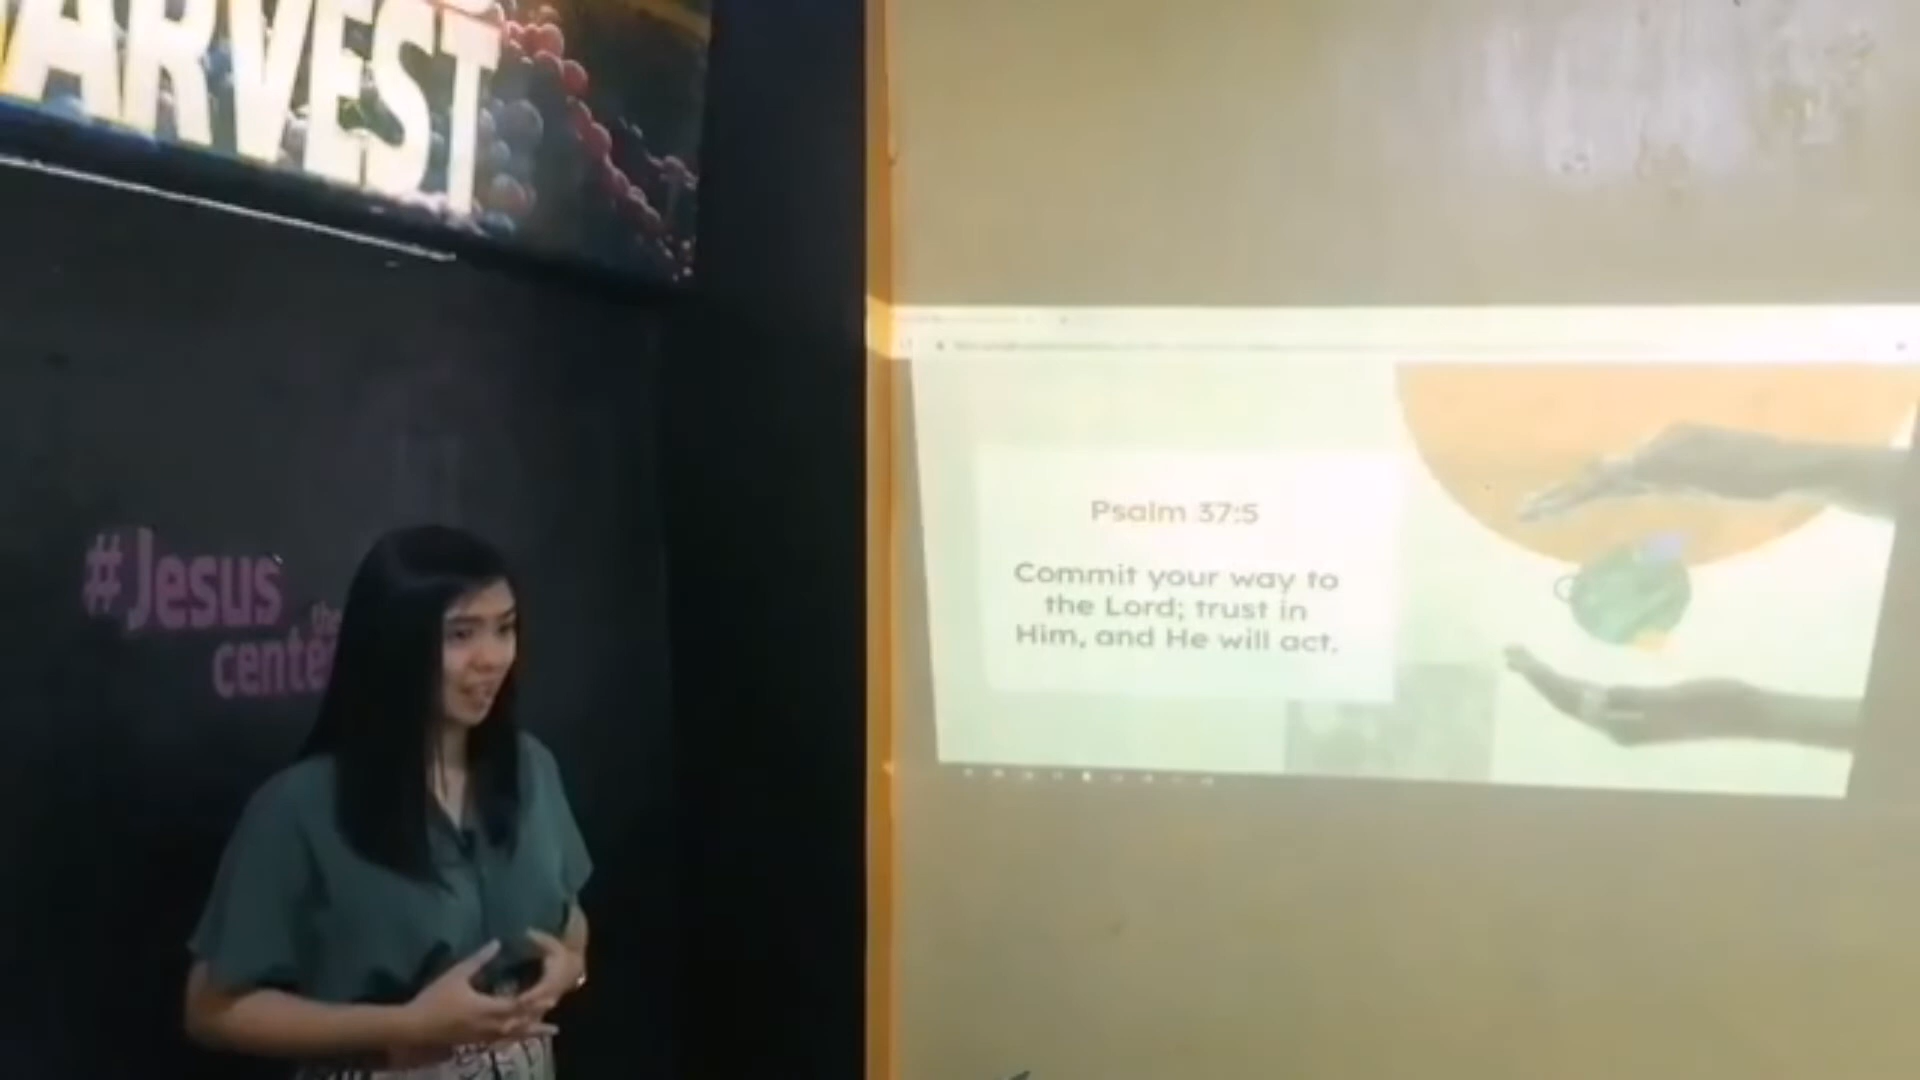 ARVEST
#Jesus
the
cente
Psalm 37:5
Commit your way to
the Lord; trust in
Him, and He will act.